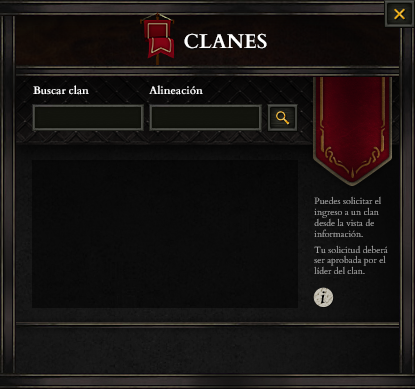 CLANES
Buscar clan
Alineación
Puedes solicitar el
ingreso a un clan
desde la vista de
información.
Tu solicitud deberá
ser aprobada por el
líder del clan.
i